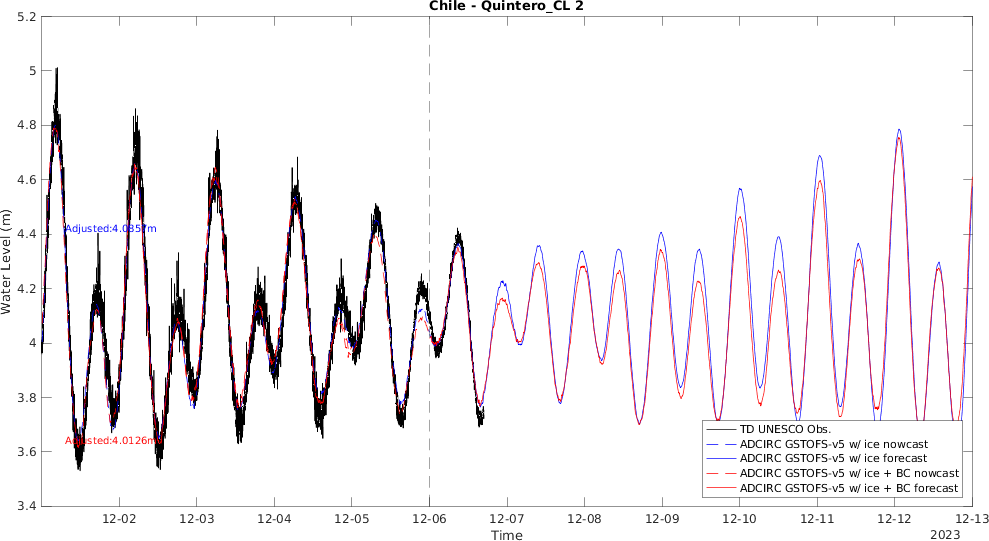 Chile - Quintero_CL 2
5.2
5
4.8
4.6
4.4
4.2
4
3.8
3.6
3.4
Water Level (m)
Adjusted:4.0357m
Adjusted:4.0126m
TD UNESCO Obs.
ADCIRC GSTOFS-v5 w/ ice nowcast
ADCIRC GSTOFS-v5 w/ ice forecast
ADCIRC GSTOFS-v5 w/ ice + BC nowcast
ADCIRC GSTOFS-v5 w/ ice + BC forecast
12-02 12-03 12-04 12-05 12-06 12-07 12-08 12-09 12-10 12-11 12-12 12-13
Time
2023